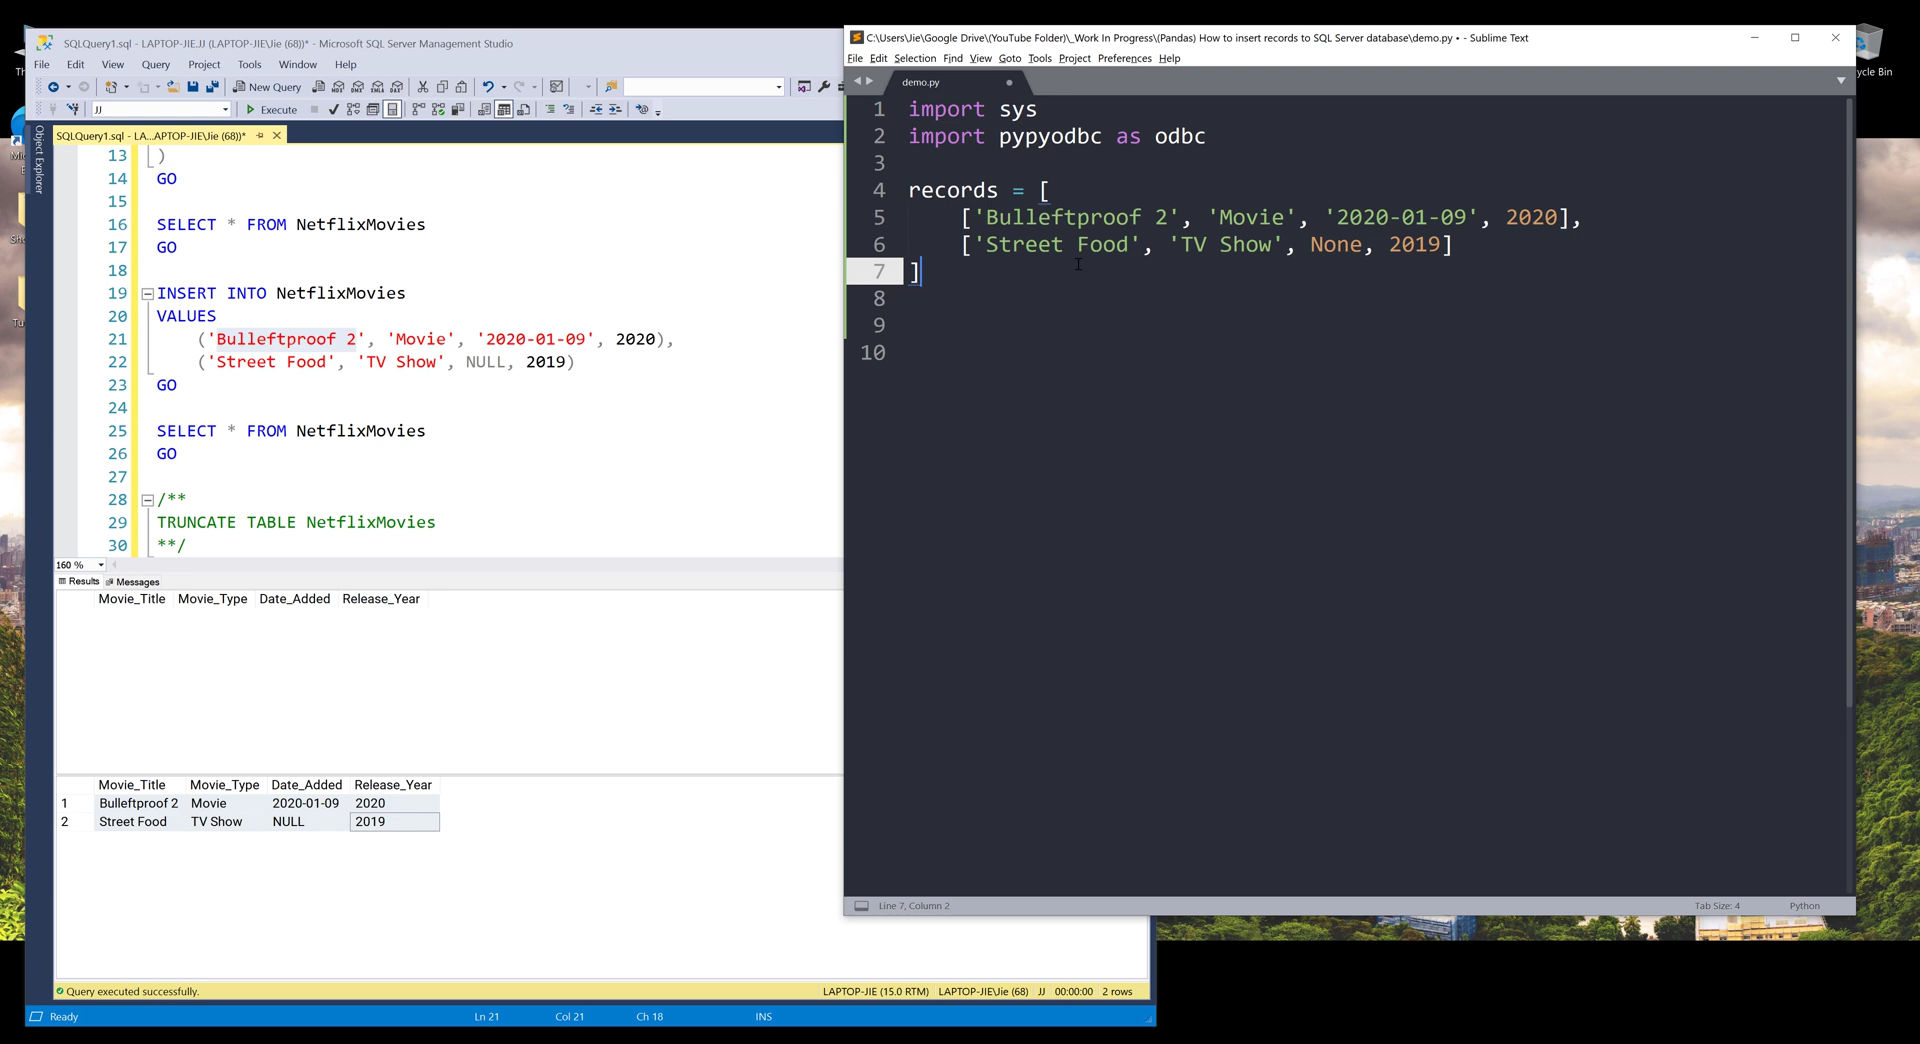 SQLQuery1.sql - LAPTOP-JIE.JJ (LAPTOP-JIE\Jie (68))* - Microsoft SQL Server Management Studio
File Edit View Query Project Tools Window Help
New Query
JJ
Execute
Object Explorer
SQLQuery1.sql - LA...APTOP-JIE\Jie (68))*
13 )
14 GO
15
16 SELECT * FROM NetflixMovies
17 GO
18
19 INSERT INTO NetflixMovies
20 VALUES
21 ('Bulleftproof 2', 'Movie', '2020-01-09', 2020),
22 ('Street Food', 'TV Show', NULL, 2019)
23 GO
24
25 SELECT * FROM NetflixMovies
26 GO
27
28 /**
29 TRUNCATE TABLE NetflixMovies
30 **/
160 %
Results Messages
Movie_Title Movie_Type Date_Added Release_Year
Movie_Title Movie_Type Date_Added Release_Year
1 Bulleftproof 2 Movie 2020-01-09 2020
2 Street Food TV Show NULL 2019
Query executed successfully.
LAPTOP-JIE (15.0 RTM) LAPTOP-JIE\Jie (68) JJ 00:00:00 2 rows
Ready Ln 21 Col 21 Ch 18 INS
C:\Users\Jie\Google Drive\(YouTube Folder)\_Work In Progress\(Pandas) How to insert records to SQL Server database\demo.py • - Sublime Text
File Edit Selection Find View Goto Tools Project Preferences Help
demo.py
1 import sys
2 import pypyodbc as odbc
3
4 records = [
5 ['Bulleftproof 2', 'Movie', '2020-01-09', 2020],
6 ['Street Food', 'TV Show', None, 2019]
7 ]
8
9
10
Line 7, Column 2
Tab Size: 4 Python
ycle Bin